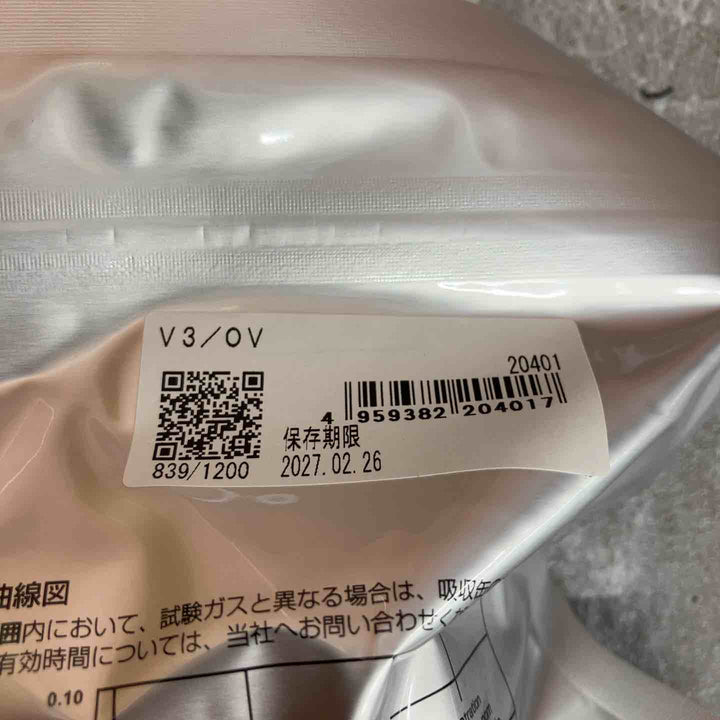 V3/OV
20401
4 959382 204017
保存期限
2027.02.26
839/1200
曲線図
囲内において、試験ガスと異なる場合は、吸収缶の
有効時間については、当社へお問い合わせくだ
0.10